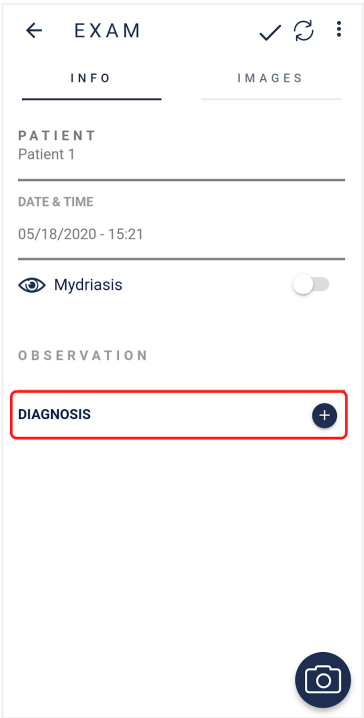 EXAM
INFO
IMAGES
PATIENT
Patient 1
DATE & TIME
05/18/2020 - 15:21
Mydriasis
OBSERVATION
DIAGNOSIS